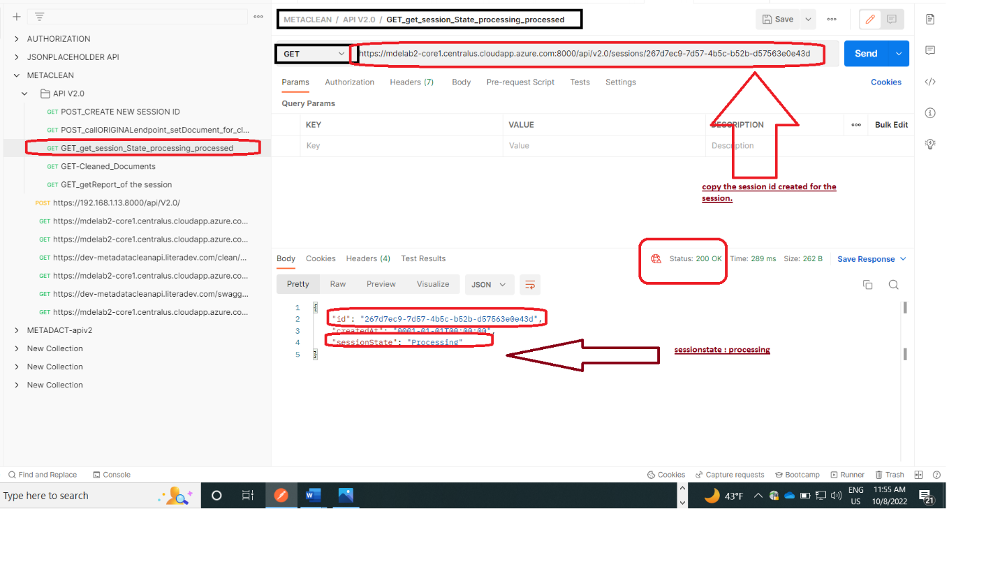 AUTHORIZATION
JSONPLACEHOLDER API
METACLEAN
API V2.0
GET POST_CREATE NEW SESSION ID
GET POST_callORIGINALendpoint_setDocument_for_cl...
GET GET_get_session_State_processing_processed
GET GET-Cleaned_Documents
GET GET_getReport_of the session
POST https://192.168.1.13.8000/api/V2.0/
GET https://mdelab2-core1.centralus.cloudapp.azure.co...
GET https://mdelab2-core1.centralus.cloudapp.azure.co...
GET https://dev-metadatacleanapi.literadev.com/clean/...
GET https://mdelab2-core1.centralus.cloudapp.azure.co...
GET https://dev-metadatacleanapi.literadev.com/swagg...
GET https://mdelab2-core1.centralus.cloudapp.azure.co...
METADACT-apiv2
New Collection
New Collection
New Collection
METACLEAN / API V2.0 / GET_get_session_State_processing_processed
Save
GET https://mdelab2-core1.centralus.cloudapp.azure.com:8000/api/v2.0/sessions/267d7ec9-7d57-4b5c-b52b-d57563e0e43d Send
Params Authorization Headers (7) Body Pre-request Script Tests Settings Cookies
Query Params
KEY VALUE DESCRIPTION Bulk Edit
Key Value Description
copy the session id created for the
session.
Body Cookies Headers (4) Test Results Status: 200 OK Time: 289 ms Size: 262 B Save Response
Pretty Raw Preview Visualize JSON
1 {
2 "id": "267d7ec9-7d57-4b5c-b52b-d57563e0e43d",
3 "createdAt": "0001-01-01T00:00:00",
4 "sessionState": "Processing"
5 }
sessionstate : processing
Find and Replace Console Cookies Capture requests Bootcamp Runner Trash
Type here to search 43°F ENG 11:55 AM
US 10/8/2022 21